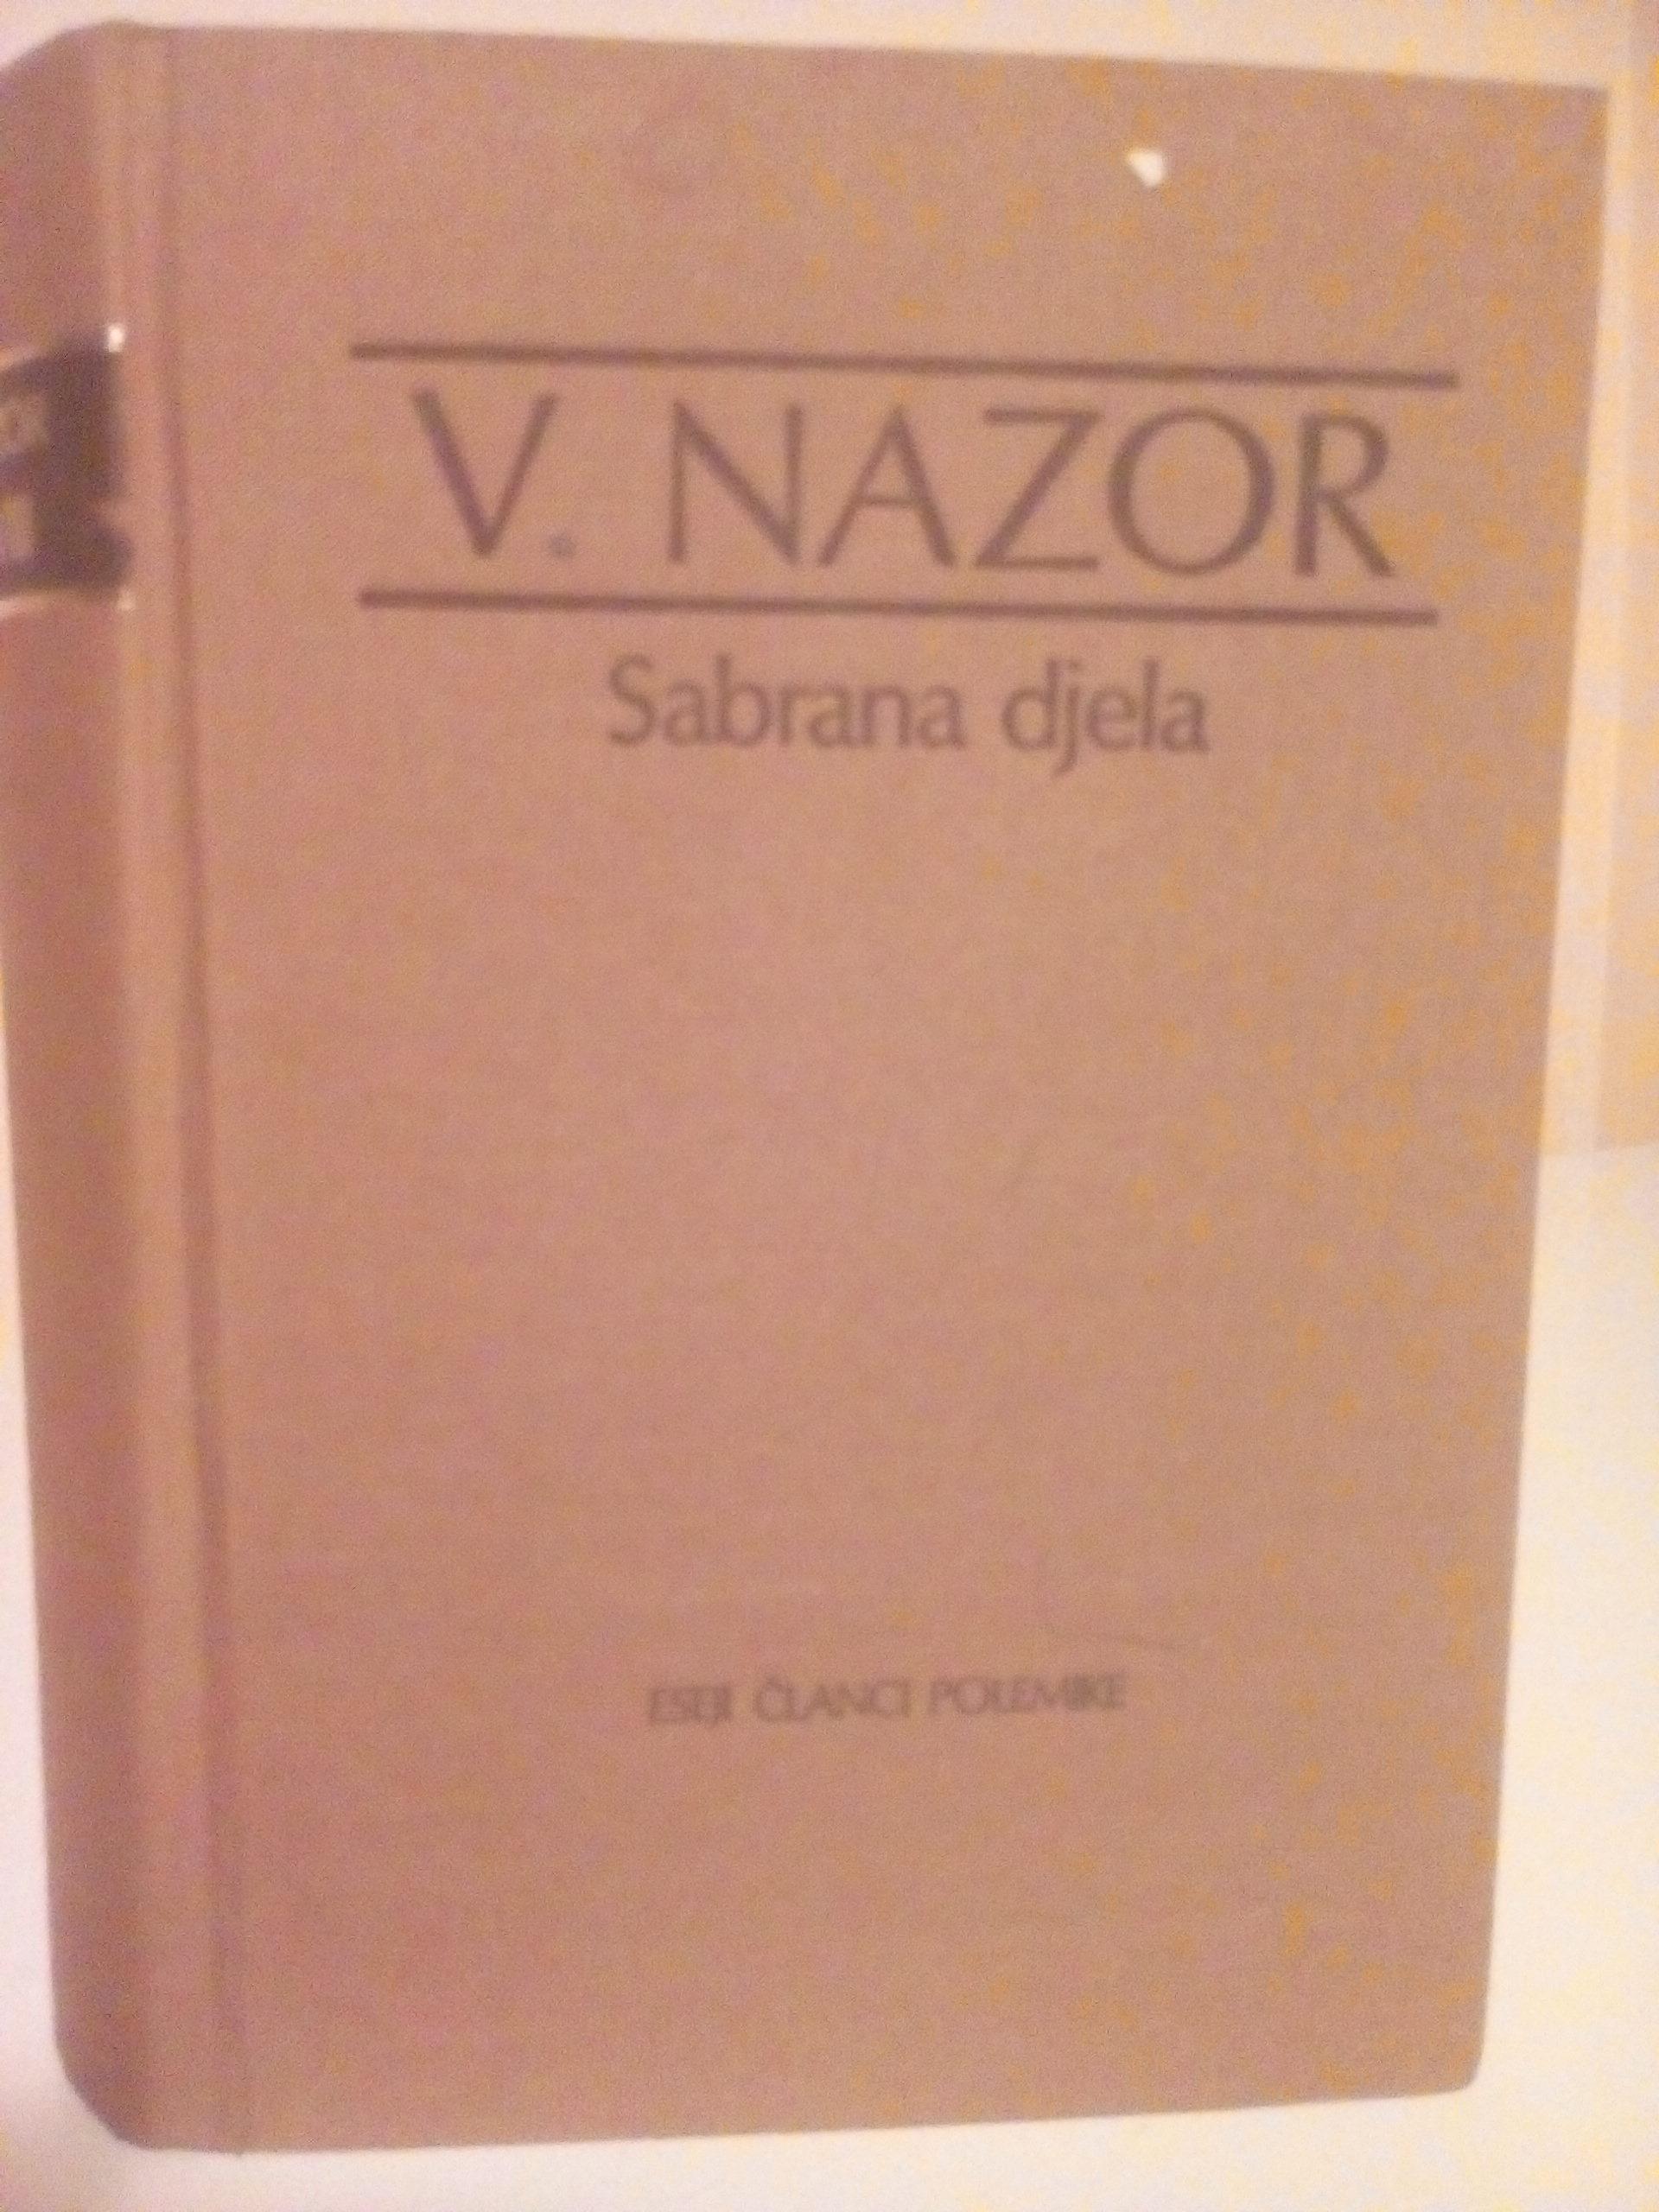 V. NAZOR
Sabrana djela
ESEJI ČLANCI POLEMIKE